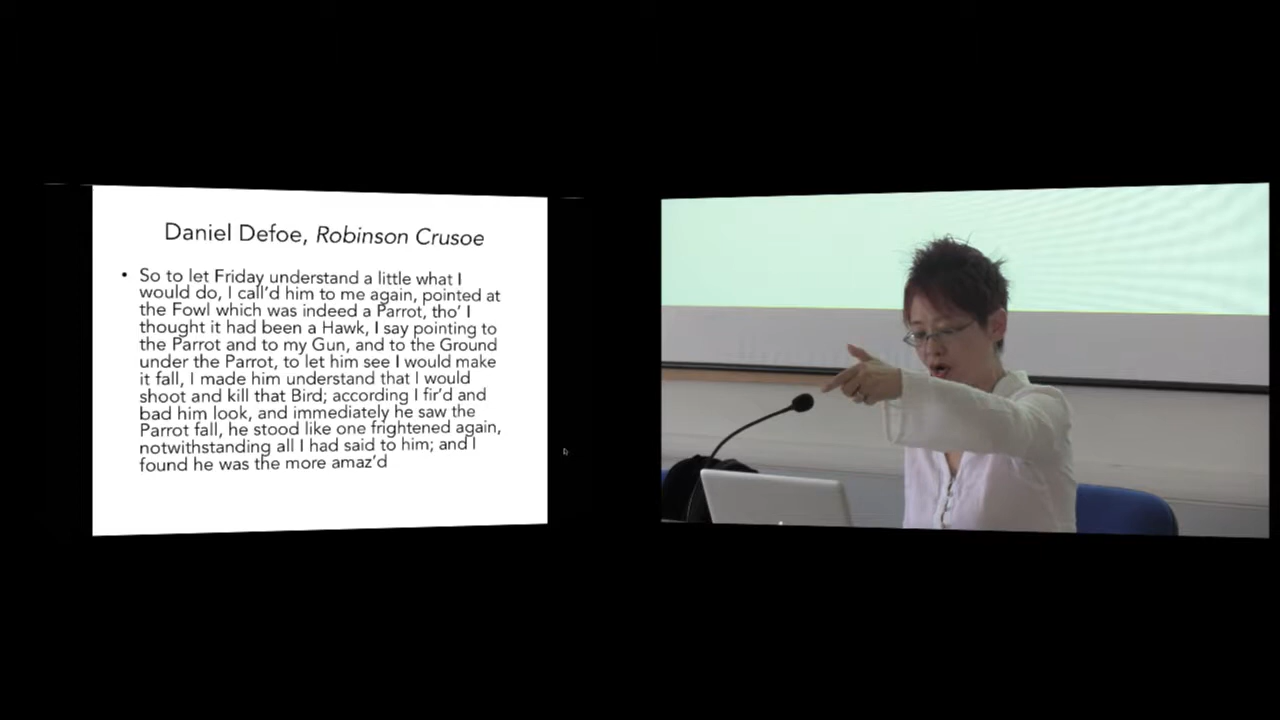 Daniel Defoe, Robinson Crusoe
• So to let Friday understand a little what I
would do, I call’d him to me again, pointed at
the Fowl which was indeed a Parrot, tho’ I
thought it had been a Hawk, I say pointing to
the Parrot and to my Gun, and to the Ground
under the Parrot, to let him see I would make
it fall, I made him understand that I would
shoot and kill that Bird; according I fir’d and
bad him look, and immediately he saw the
Parrot fall, he stood like one frightened again,
notwithstanding all I had said to him; and I
found he was the more amaz’d